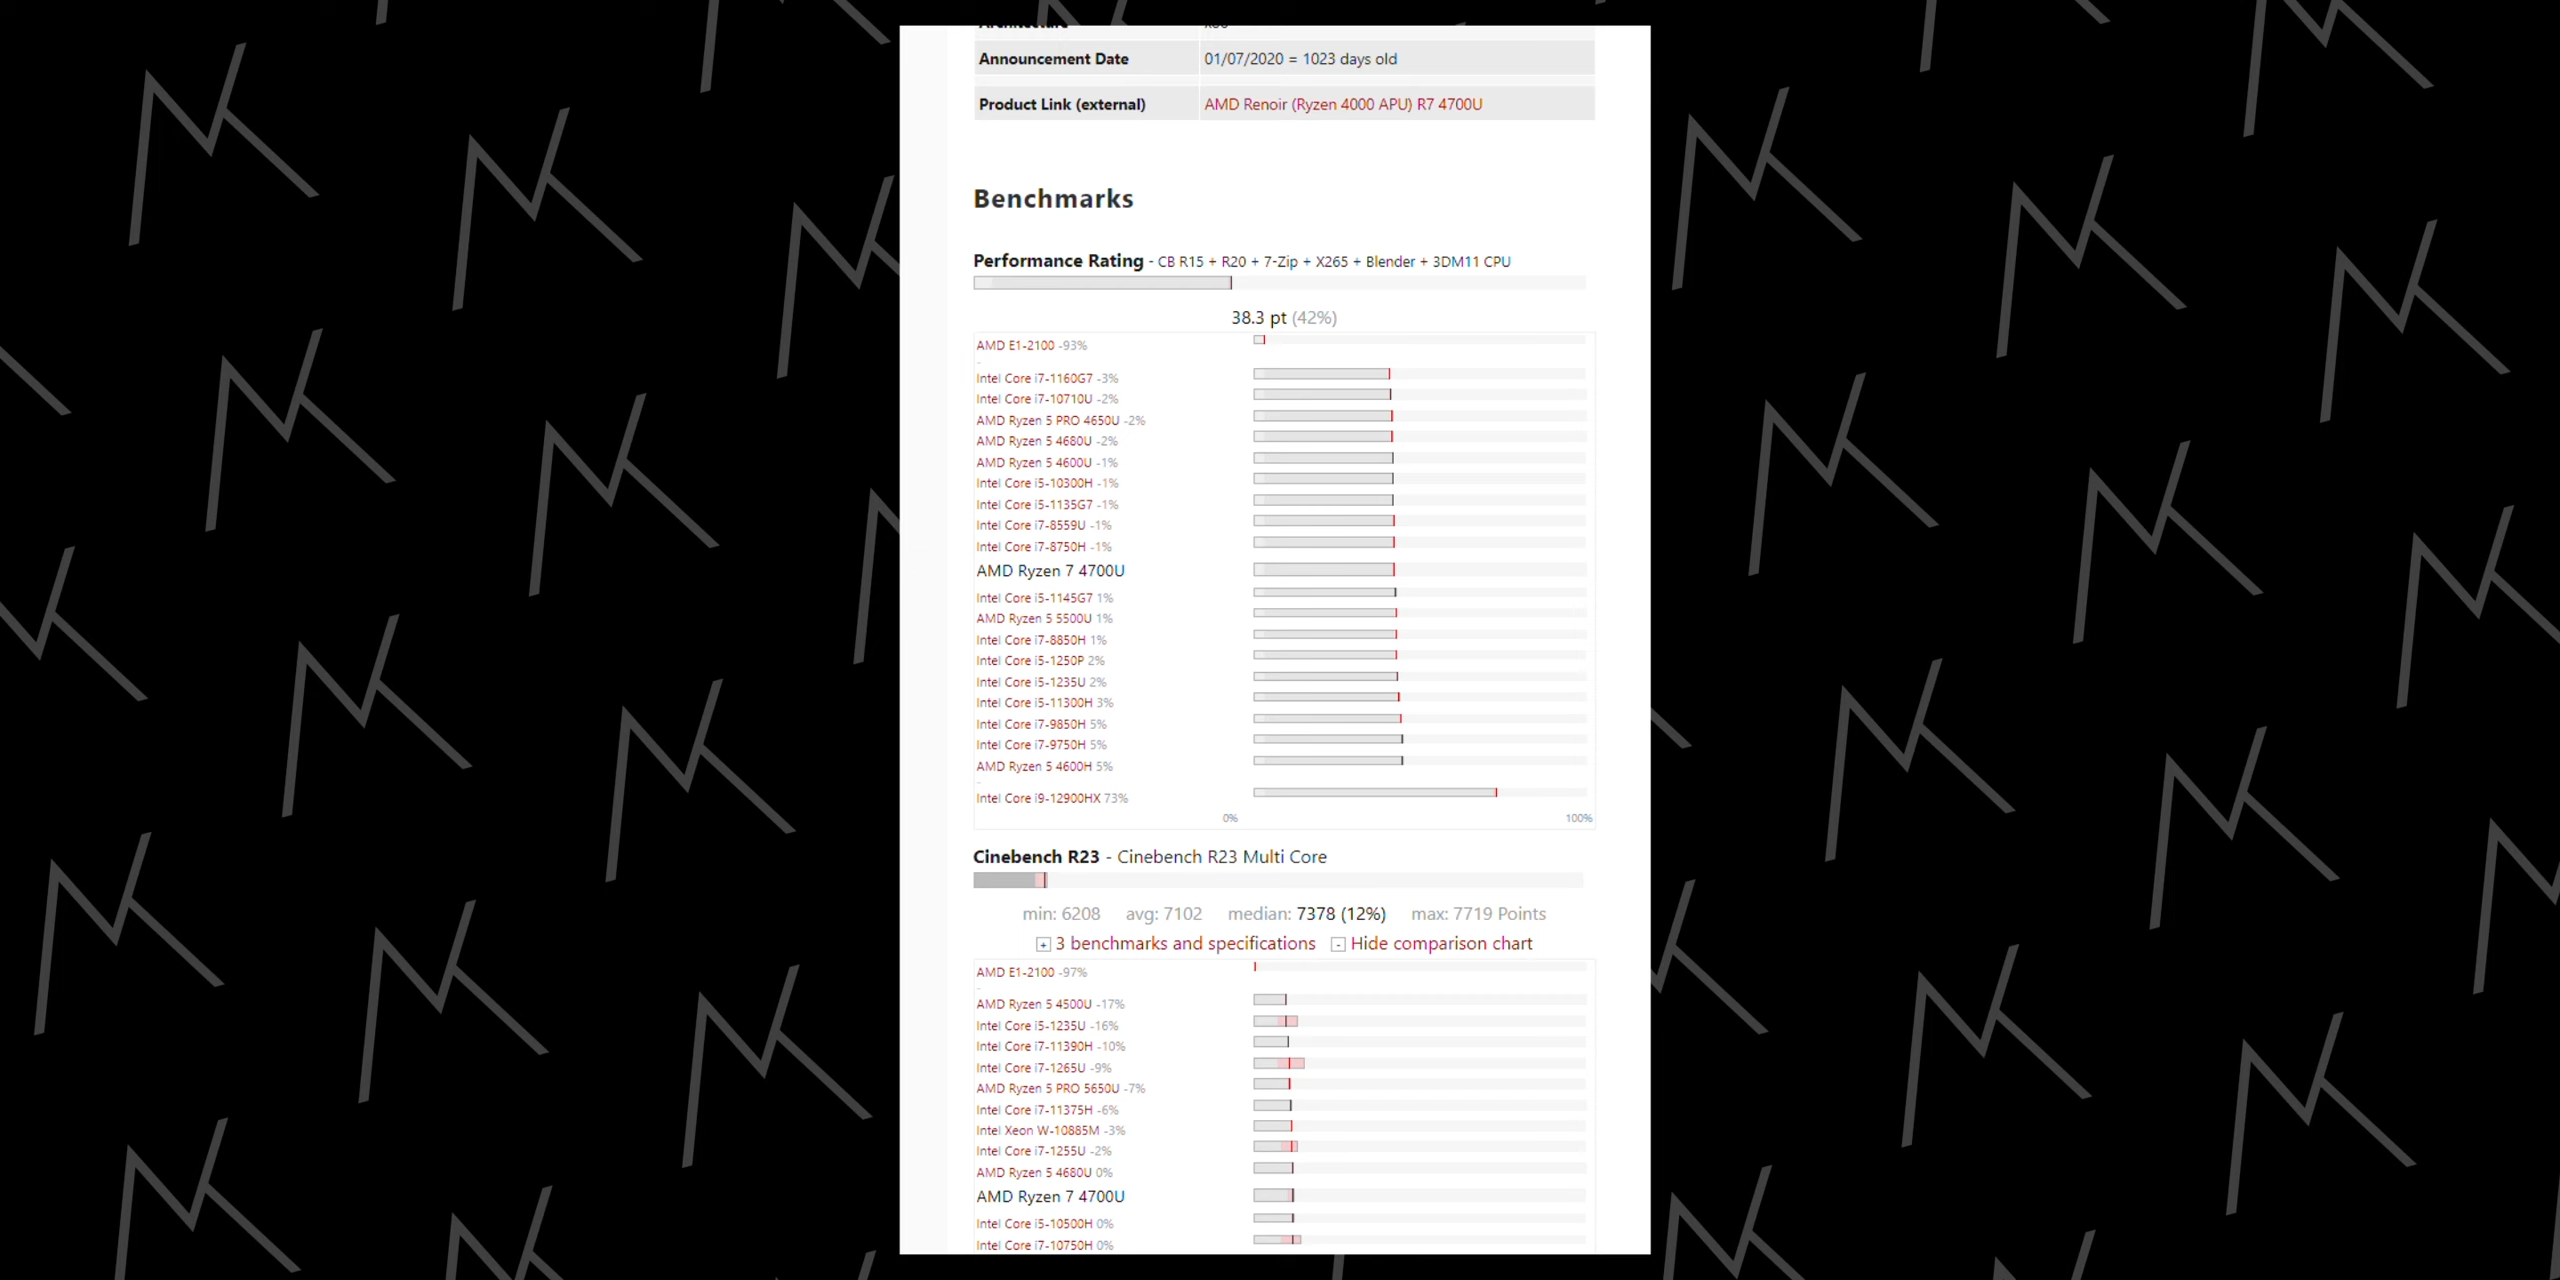 Announcement Date 01/07/2020 = 1023 days old
Product Link (external) AMD Renoir (Ryzen 4000 APU) R7 4700U
Benchmarks
Performance Rating - CB R15 + R20 + 7-Zip + X265 + Blender + 3DM11 CPU
38.3 pt (42%)
AMD E1-2100 -93%
-
Intel Core i7-1160G7 -3%
Intel Core i7-10710U -2%
AMD Ryzen 5 PRO 4650U -2%
AMD Ryzen 5 4680U -2%
AMD Ryzen 5 4600U -1%
Intel Core i5-10300H -1%
Intel Core i5-1135G7 -1%
Intel Core i7-8559U -1%
Intel Core i7-8750H -1%
AMD Ryzen 7 4700U
Intel Core i5-1145G7 1%
AMD Ryzen 5 5500U 1%
Intel Core i7-8850H 1%
Intel Core i5-1250P 2%
Intel Core i5-1235U 2%
Intel Core i5-11300H 3%
Intel Core i7-9850H 5%
Intel Core i7-9750H 5%
AMD Ryzen 5 4600H 5%
-
Intel Core i9-12900HX 73%
0% 100%
Cinebench R23 - Cinebench R23 Multi Core
min: 6208 avg: 7102 median: 7378 (12%) max: 7719 Points
+ 3 benchmarks and specifications - Hide comparison chart
AMD E1-2100 -97%
-
AMD Ryzen 5 4500U -17%
Intel Core i5-1235U -16%
Intel Core i7-11390H -10%
Intel Core i7-1265U -9%
AMD Ryzen 5 PRO 5650U -7%
Intel Core i7-11375H -6%
Intel Xeon W-10885M -3%
Intel Core i7-1255U -2%
AMD Ryzen 5 4680U 0%
AMD Ryzen 7 4700U
Intel Core i5-10500H 0%
Intel Core i7-10750H 0%